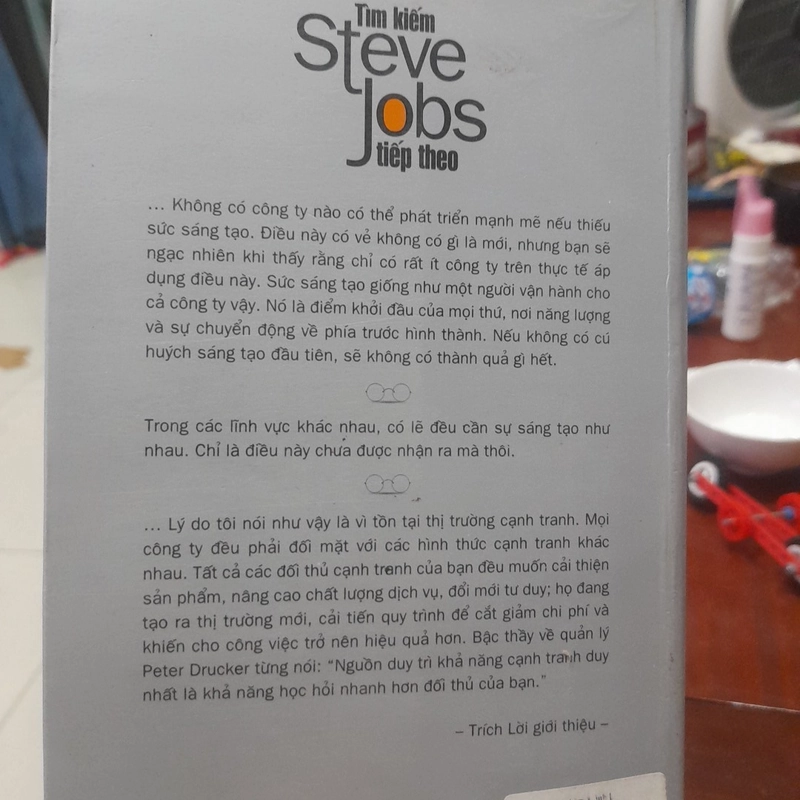 Tìm kiếm
Steve
Jobs
tiếp theo
... Không có công ty nào có thể phát triển mạnh mẽ nếu thiếu
sức sáng tạo. Điều này có vẻ không có gì là mới, nhưng bạn sẽ
ngạc nhiên khi thấy rằng chỉ có rất ít công ty trên thực tế áp
dụng điều này. Sức sáng tạo giống như một người vận hành cho
cả công ty vậy. Nó là điểm khởi đầu của mọi thứ, nơi năng lượng
và sự chuyển động về phía trước hình thành. Nếu không có cú
huých sáng tạo đầu tiên, sẽ không có thành quả gì hết.
Trong các lĩnh vực khác nhau, có lẽ đều cần sự sáng tạo như
nhau. Chỉ là điều này chưa được nhận ra mà thôi.
... Lý do tôi nói như vậy là vì tồn tại thị trường cạnh tranh. Mọi
công ty đều phải đối mặt với các hình thức cạnh tranh khác
nhau. Tất cả các đối thủ cạnh tranh của bạn đều muốn cải thiện
sản phẩm, nâng cao chất lượng dịch vụ, đổi mới tư duy; họ đang
tạo ra thị trường mới, cải tiến quy trình để cắt giảm chi phí và
khiến cho công việc trở nên hiệu quả hơn. Bậc thầy về quản lý
Peter Drucker từng nói: "Nguồn duy trì khả năng cạnh tranh duy
nhất là khả năng học hỏi nhanh hơn đối thủ của bạn."
– Trích Lời giới thiệu –